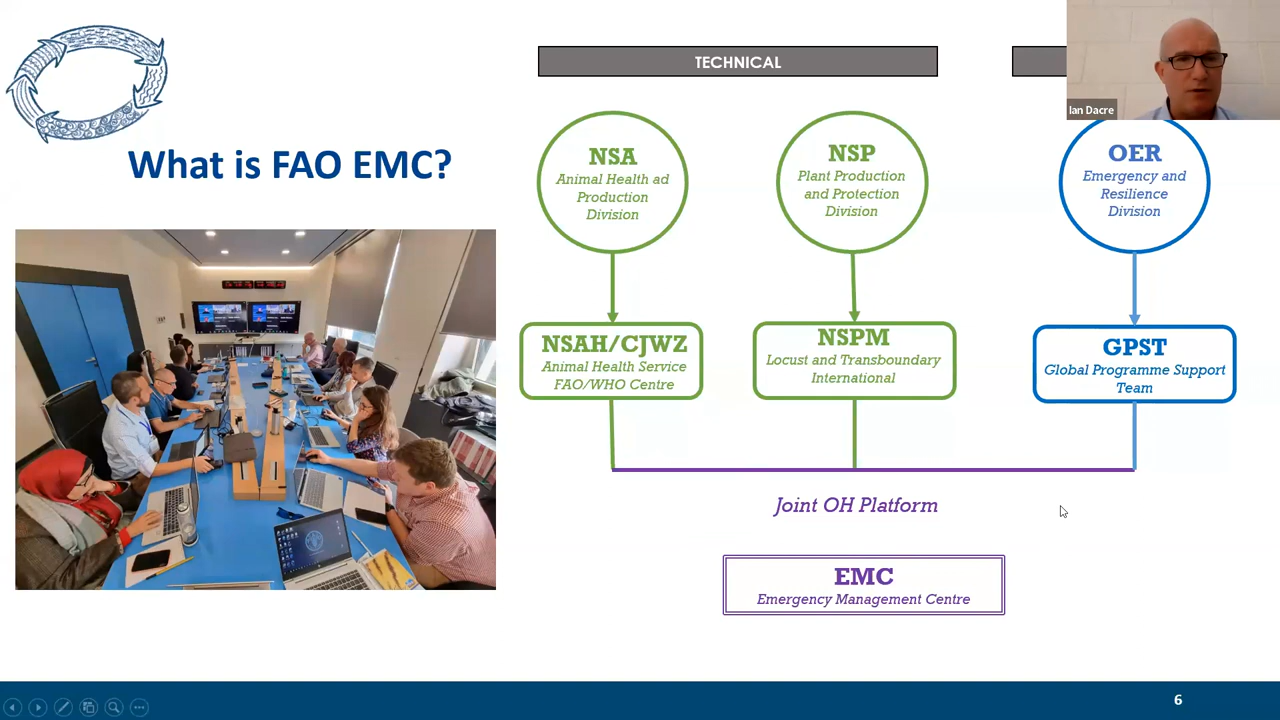 What is FAO EMC?
TECHNICAL
Ian Dacre
NSA
Animal Health ad
Production
Division
NSP
Plant Production
and Protection
Division
OER
Emergency and
Resilience
Division
NSAH/CJWZ
Animal Health Service
FAO/WHO Centre
NSPM
Locust and Transboundary
International
GPST
Global Programme Support
Team
Joint OH Platform
EMC
Emergency Management Centre
6